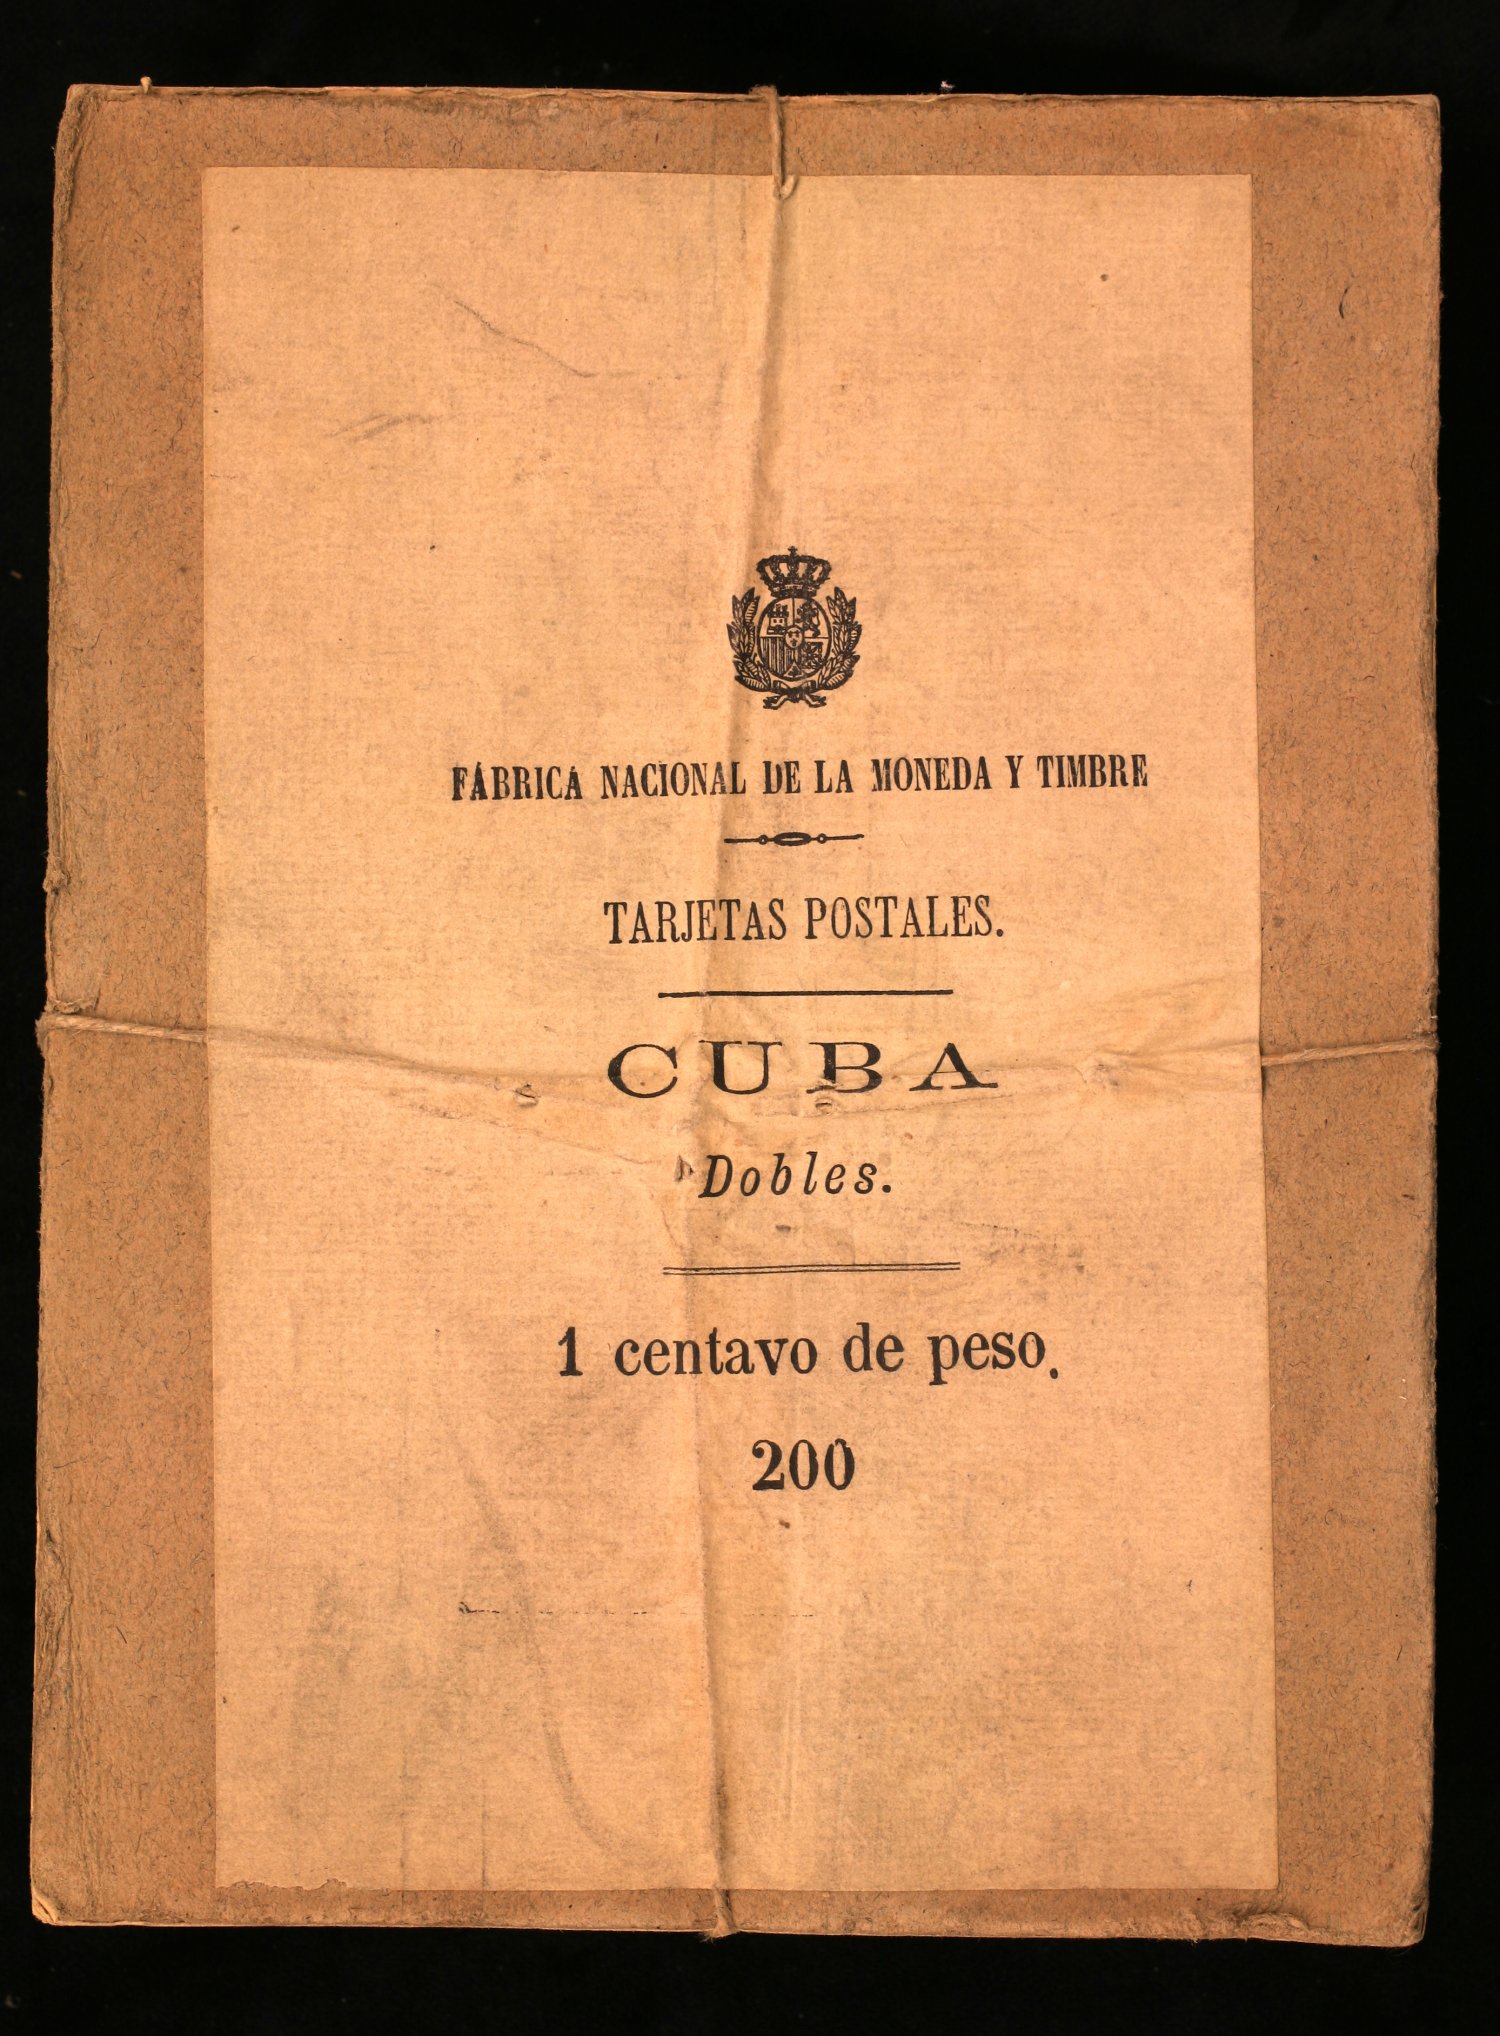 FÁBRICA NACIONAL DE LA MONEDA Y TIMBRE
TARJETAS POSTALES.
CUBA
Dobles.
1 centavo de peso.
200